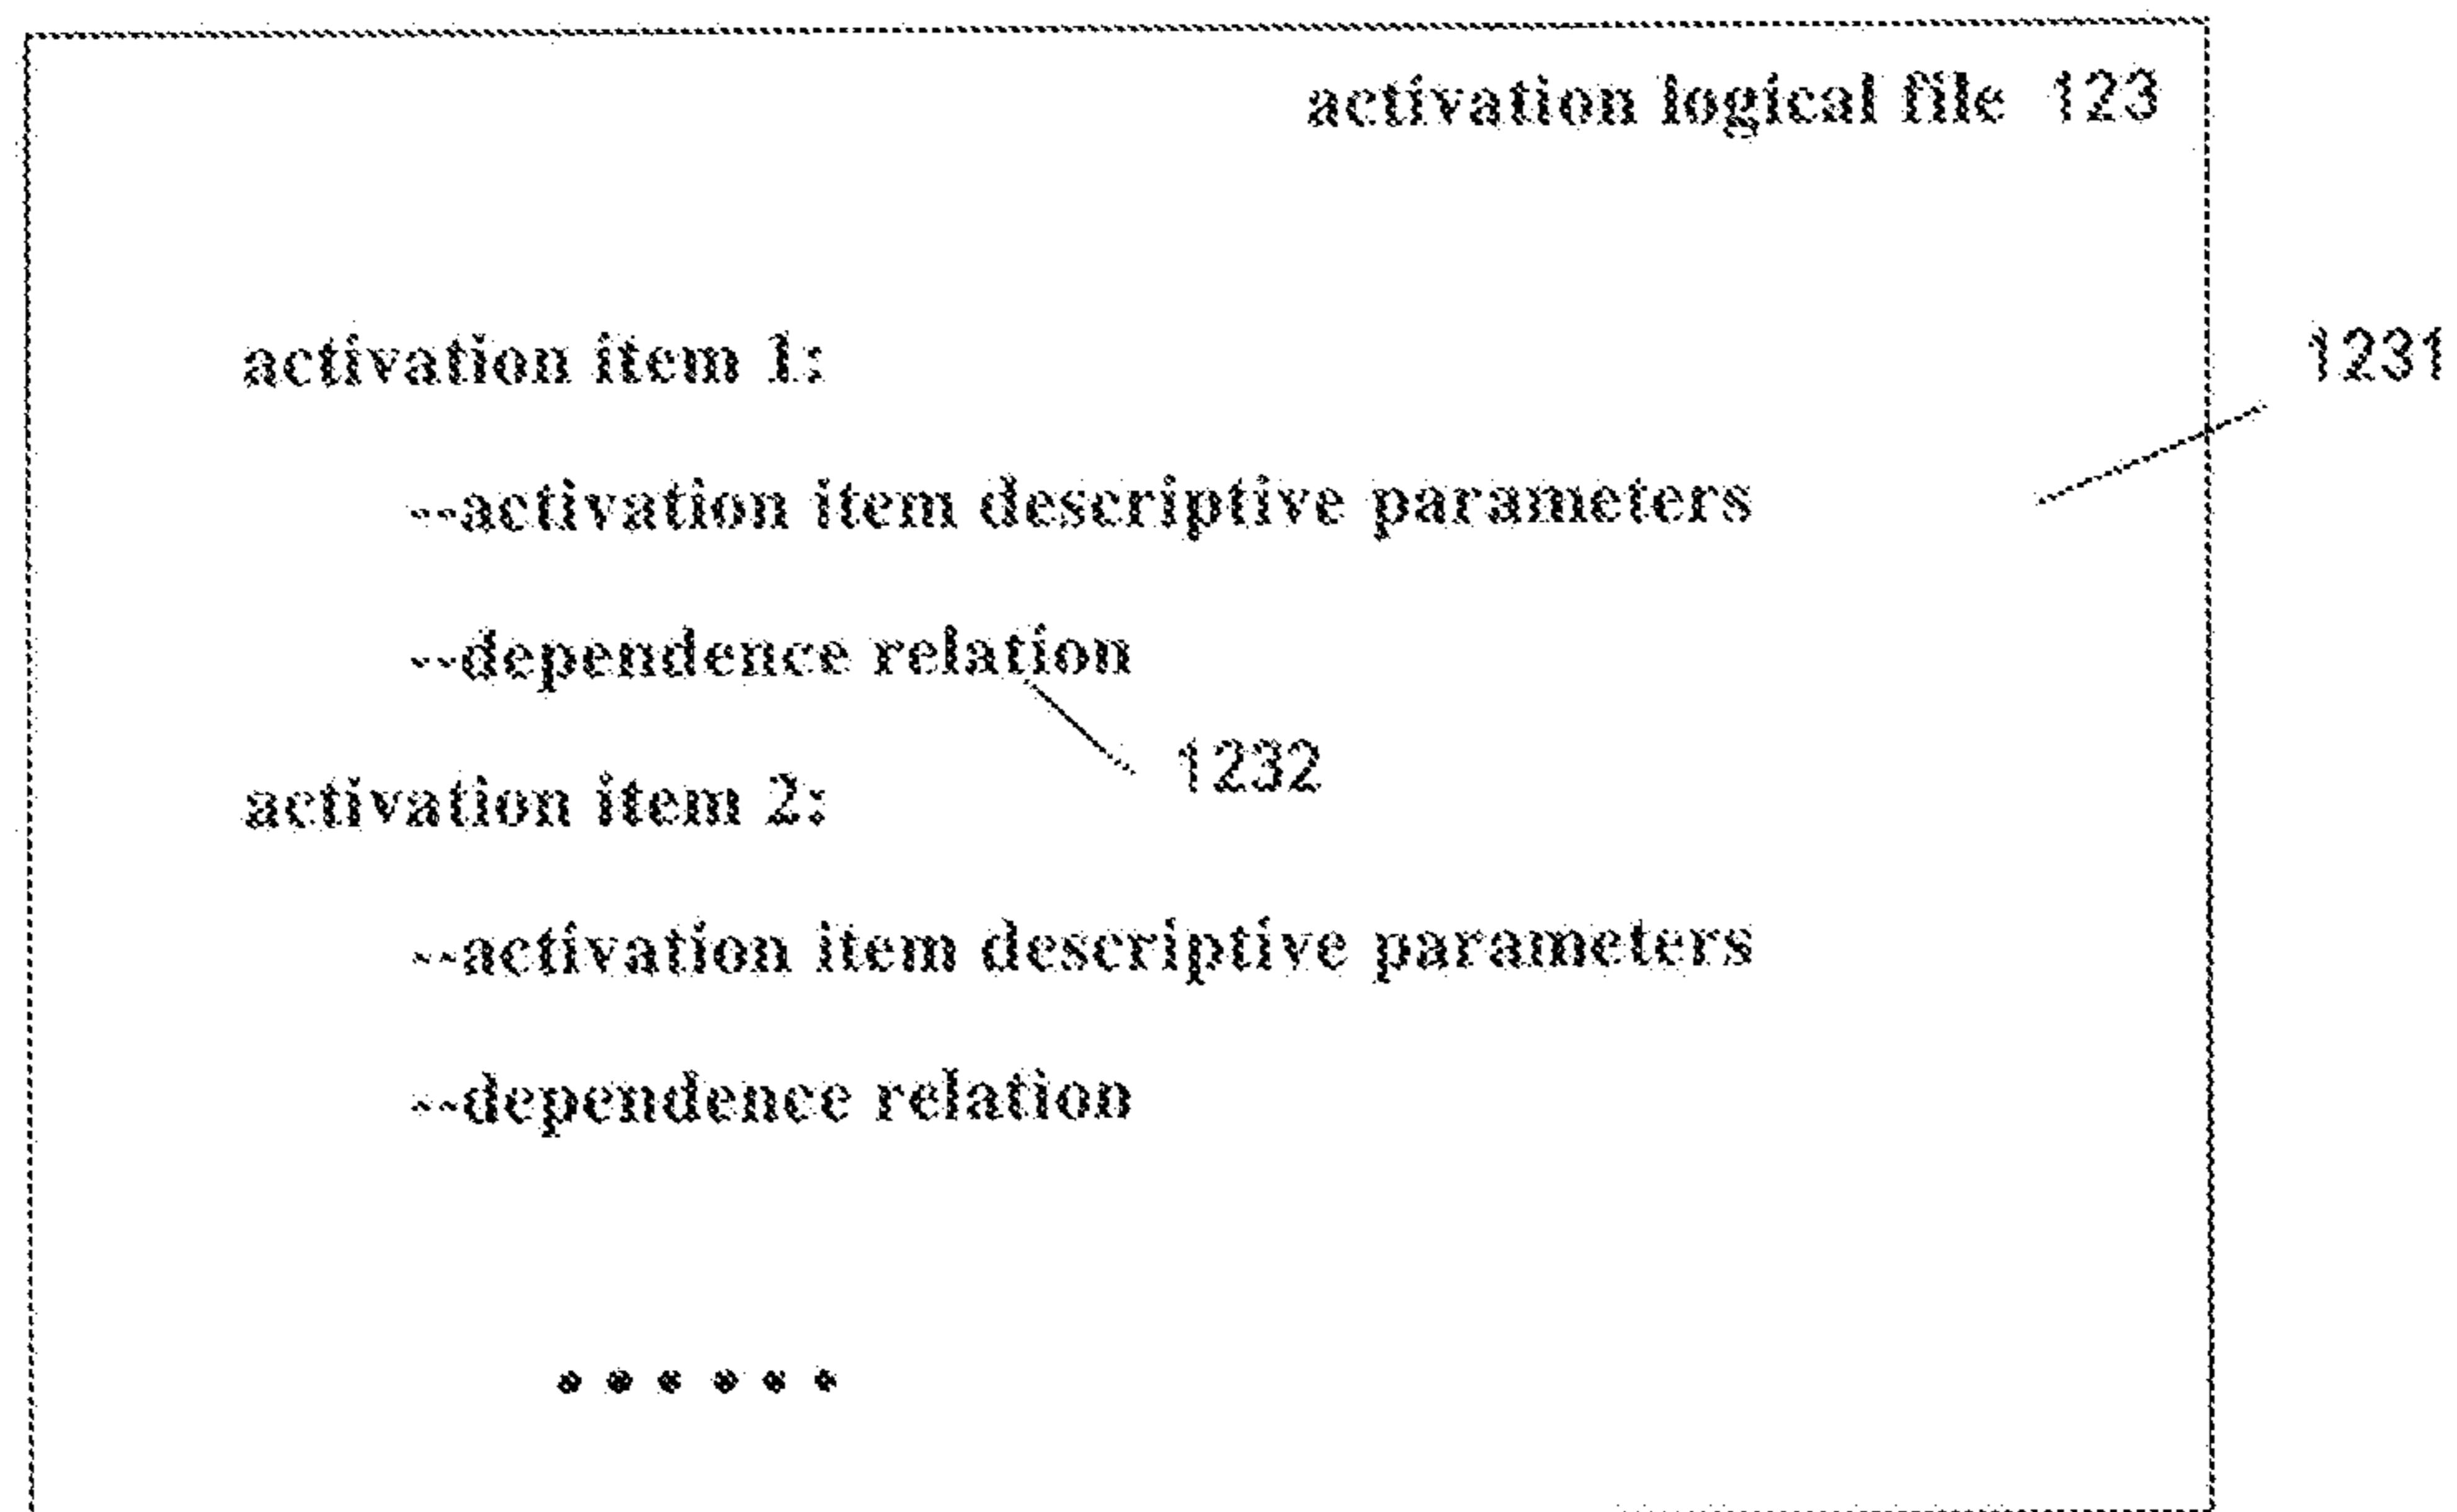 activation logical file 123
activation item 1:
1231
--activation item descriptive parameters
--dependence relation
1232
activation item 2:
--activation item descriptive parameters
--dependence relation
......